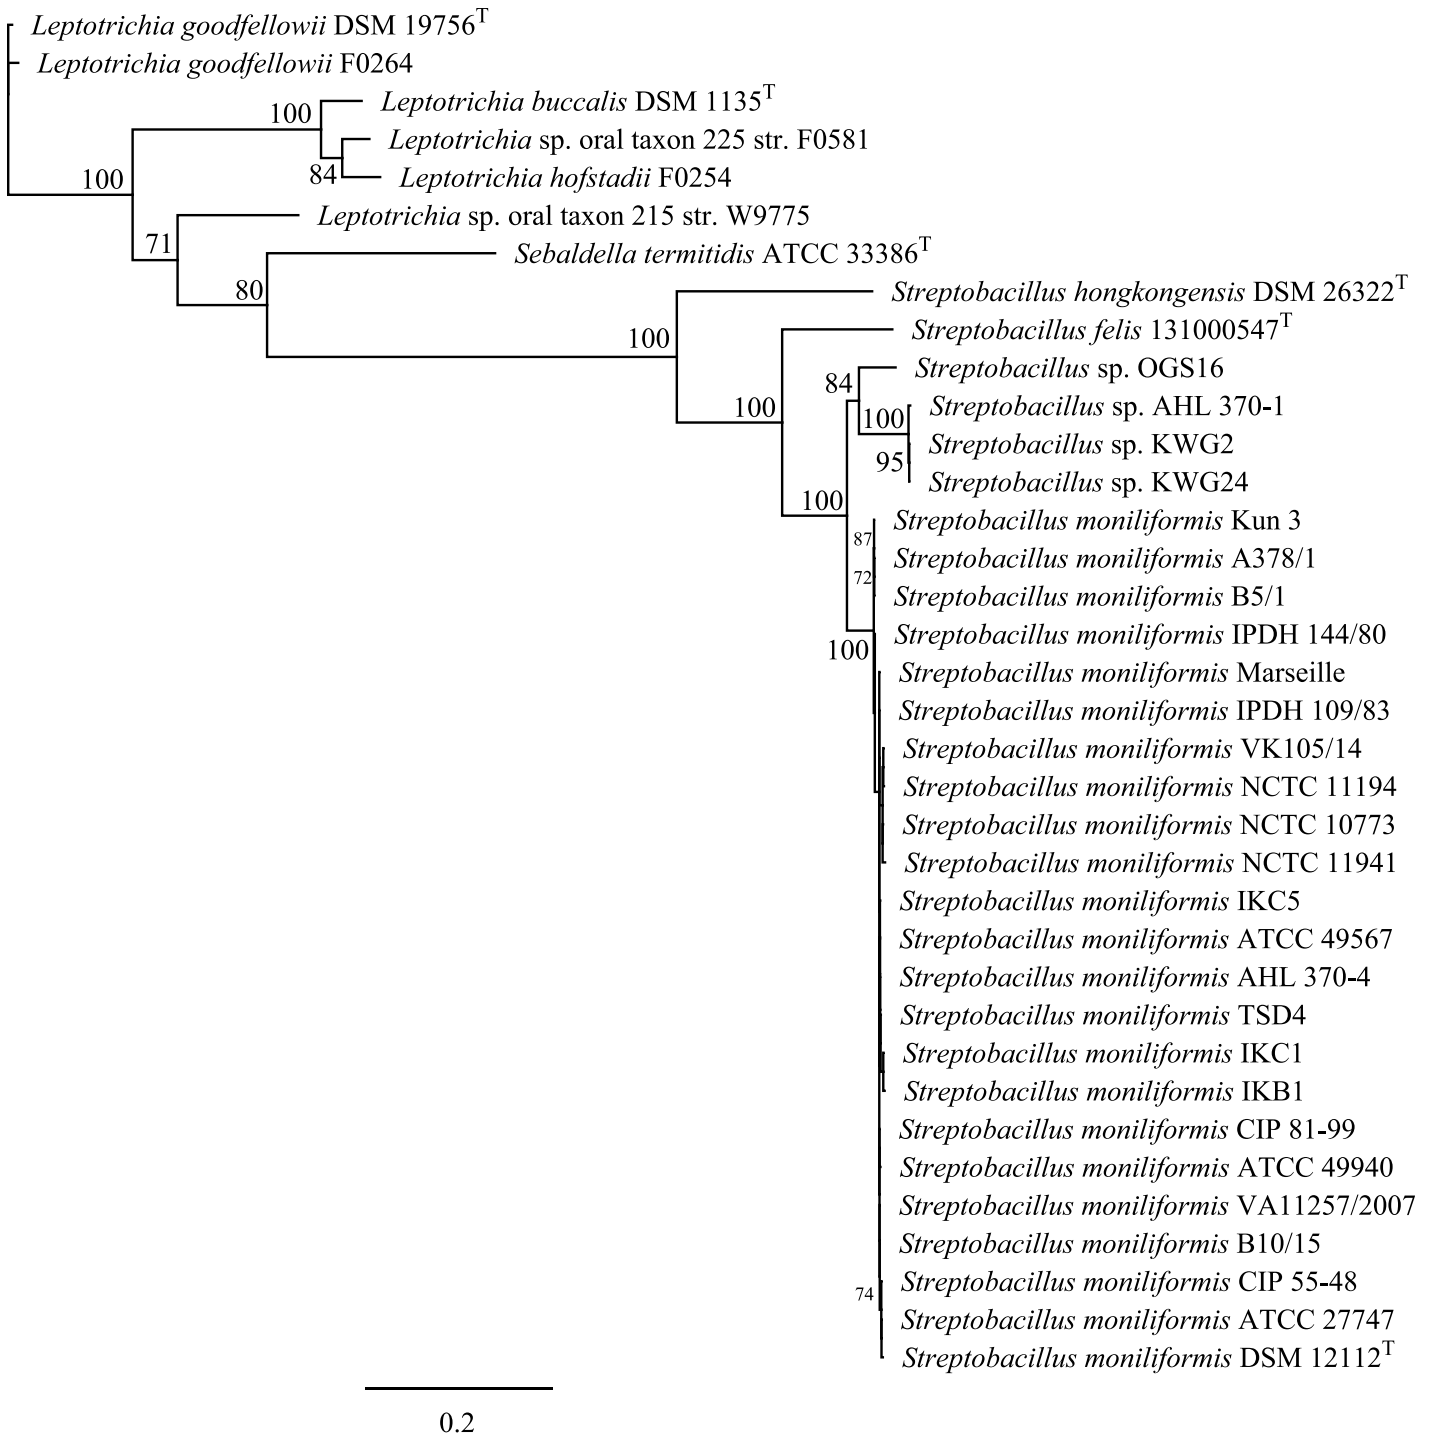 Leptotrichia goodfellowii DSM 19756T
Leptotrichia goodfellowii F0264
100 Leptotrichia buccalis DSM 1135T
Leptotrichia sp. oral taxon 225 str. F0581
84 Leptotrichia hofstadii F0254
100
Leptotrichia sp. oral taxon 215 str. W9775
71
Sebaldella termitidis ATCC 33386T
80 Streptobacillus hongkongensis DSM 26322T
100 Streptobacillus felis 131000547T
Streptobacillus sp. OGS16
84
100 Streptobacillus sp. AHL 370-1
100
Streptobacillus sp. KWG2
95
Streptobacillus sp. KWG24
100
Streptobacillus moniliformis Kun 3
87
Streptobacillus moniliformis A378/1
72
Streptobacillus moniliformis B5/1
Streptobacillus moniliformis IPDH 144/80
100
Streptobacillus moniliformis Marseille
Streptobacillus moniliformis IPDH 109/83
Streptobacillus moniliformis VK105/14
Streptobacillus moniliformis NCTC 11194
Streptobacillus moniliformis NCTC 10773
Streptobacillus moniliformis NCTC 11941
Streptobacillus moniliformis IKC5
Streptobacillus moniliformis ATCC 49567
Streptobacillus moniliformis AHL 370-4
Streptobacillus moniliformis TSD4
Streptobacillus moniliformis IKC1
Streptobacillus moniliformis IKB1
Streptobacillus moniliformis CIP 81-99
Streptobacillus moniliformis ATCC 49940
Streptobacillus moniliformis VA11257/2007
Streptobacillus moniliformis B10/15
Streptobacillus moniliformis CIP 55-48
74
Streptobacillus moniliformis ATCC 27747
Streptobacillus moniliformis DSM 12112T
0.2